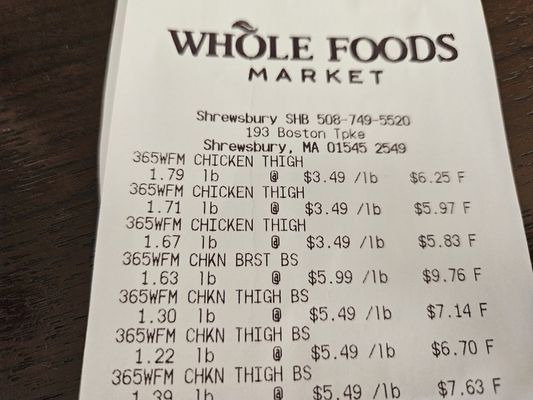 WHOLE FOODS
MARKET
Shrewsbury SHB 508-749-5520
193 Boston Tpke
Shrewsbury, MA 01545 2549
365WFM CHICKEN THIGH
1.79 lb @ $3.49 /lb $6.25 F
365WFM CHICKEN THIGH
1.71 lb @ $3.49 /lb $5.97 F
365WFM CHICKEN THIGH
1.67 lb @ $3.49 /lb $5.83 F
365WFM CHKN BRST BS
1.63 lb @ $5.99 /lb $9.76 F
365WFM CHKN THIGH BS
1.30 lb @ $5.49 /lb $7.14 F
365WFM CHKN THIGH BS
1.22 lb @ $5.49 /lb $6.70 F
365WFM CHKN THIGH BS
1.39 lb @ $5.49 /lb $7.63 F